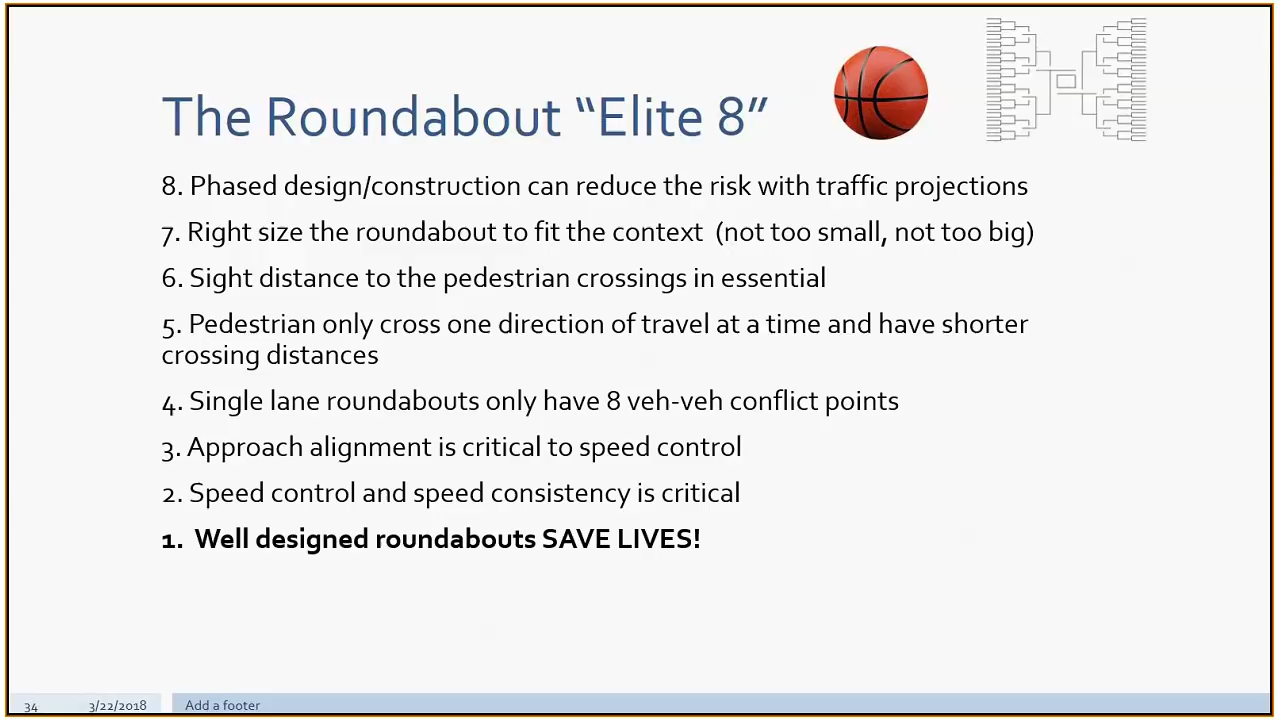 The Roundabout “Elite 8”
8. Phased design/construction can reduce the risk with traffic projections
7. Right size the roundabout to fit the context  (not too small, not too big)
6. Sight distance to the pedestrian crossings in essential
5. Pedestrian only cross one direction of travel at a time and have shorter
crossing distances
4. Single lane roundabouts only have 8 veh-veh conflict points
3. Approach alignment is critical to speed control
2. Speed control and speed consistency is critical
1.  Well designed roundabouts SAVE LIVES!
34 3/22/2018 Add a footer